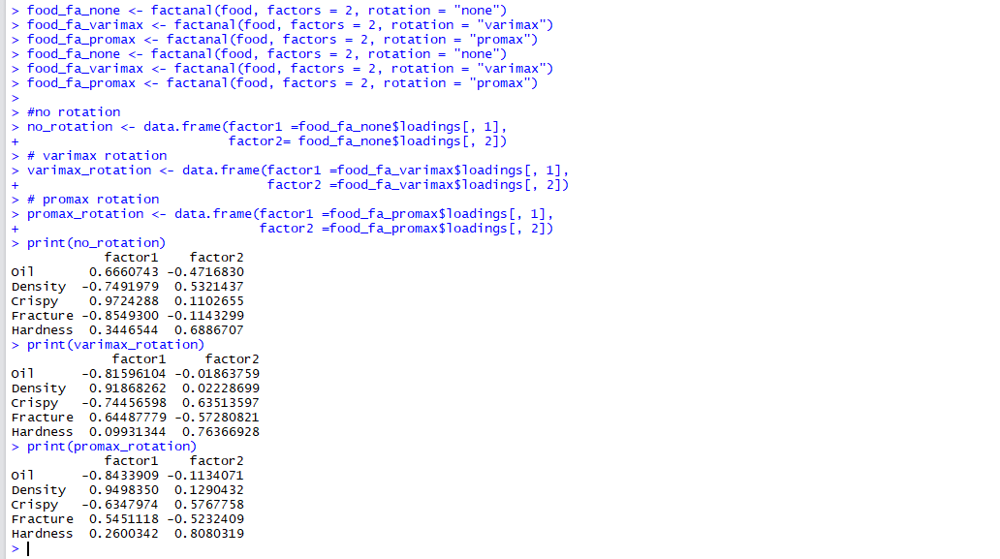 > food_fa_none <- factanal(food, factors = 2, rotation = "none")
> food_fa_varimax <- factanal(food, factors = 2, rotation = "varimax")
> food_fa_promax <- factanal(food, factors = 2, rotation = "promax")
> food_fa_none <- factanal(food, factors = 2, rotation = "none")
> food_fa_varimax <- factanal(food, factors = 2, rotation = "varimax")
> food_fa_promax <- factanal(food, factors = 2, rotation = "promax")
>
> #no rotation
> no_rotation <- data.frame(factor1 =food_fa_none$loadings[, 1],
+                           factor2= food_fa_none$loadings[, 2])
> # varimax rotation
> varimax_rotation <- data.frame(factor1 =food_fa_varimax$loadings[, 1],
+                                factor2 =food_fa_varimax$loadings[, 2])
> # promax rotation
> promax_rotation <- data.frame(factor1 =food_fa_promax$loadings[, 1],
+                               factor2 =food_fa_promax$loadings[, 2])
> print(no_rotation)
            factor1    factor2
Oil       0.6660743 -0.4716830
Density  -0.7491979  0.5321437
Crispy    0.9724288  0.1102655
Fracture -0.8549300 -0.1143299
Hardness  0.3446544  0.6886707
> print(varimax_rotation)
             factor1     factor2
Oil      -0.81596104 -0.01863759
Density   0.91868262  0.02228699
Crispy   -0.74456598  0.63513597
Fracture  0.64487779 -0.57280821
Hardness  0.09931344  0.76366928
> print(promax_rotation)
            factor1    factor2
Oil      -0.8433909 -0.1134071
Density   0.9498350  0.1290432
Crispy   -0.6347974  0.5767758
Fracture  0.5451118 -0.5232409
Hardness  0.2600342  0.8080319
>